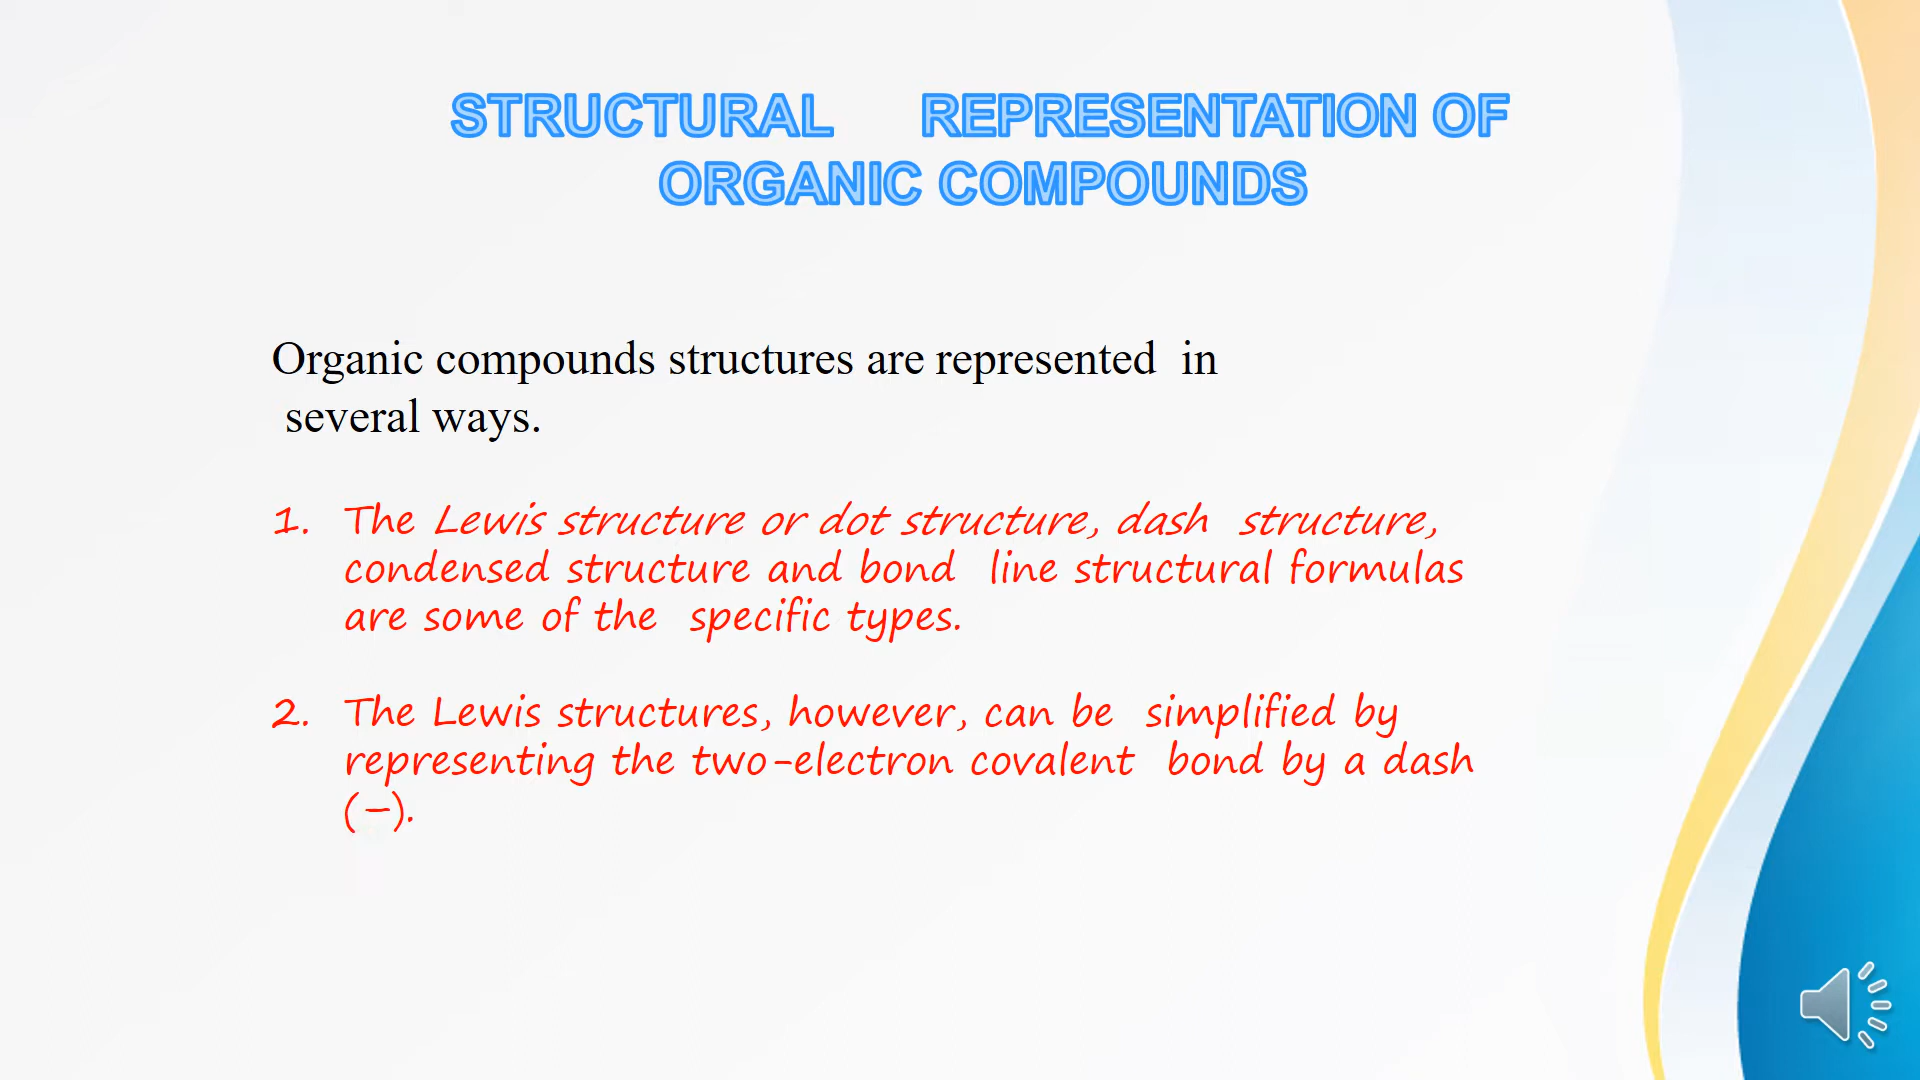 STRUCTURAL REPRESENTATION OF
ORGANIC COMPOUNDS
Organic compounds structures are represented in
several ways.
1. The Lewis structure or dot structure, dash structure,
condensed structure and bond line structural formulas
are some of the specific types.
2. The Lewis structures, however, can be simplified by
representing the two-electron covalent bond by a dash
(–).